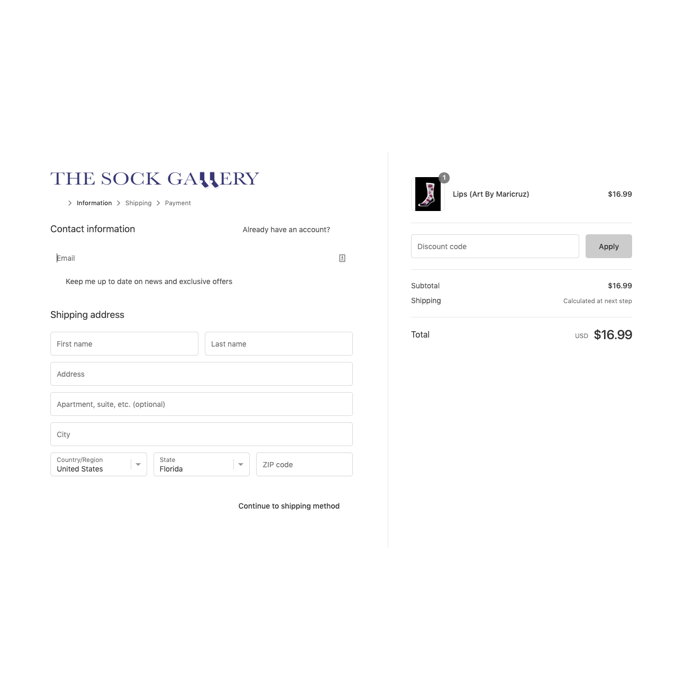 THE SOCK GALLERY
Information > Shipping > Payment
Contact information
Already have an account?
Email
Keep me up to date on news and exclusive offers
Shipping address
First name
Last name
Address
Apartment, suite, etc. (optional)
City
Country/Region
United States
State
Florida
ZIP code
Continue to shipping method
1
Lips (Art By Maricruz)
$16.99
Discount code
Apply
Subtotal
$16.99
Shipping
Calculated at next step
Total
USD $16.99